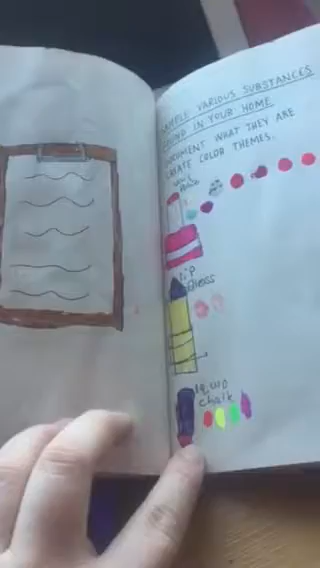 SAMPLE VARIOUS SUBSTANCES
FOUND IN YOUR HOME.
DOCUMENT WHAT THEY ARE
CREATE COLOR THEMES.
nail
polish
lip
gloss
chalk